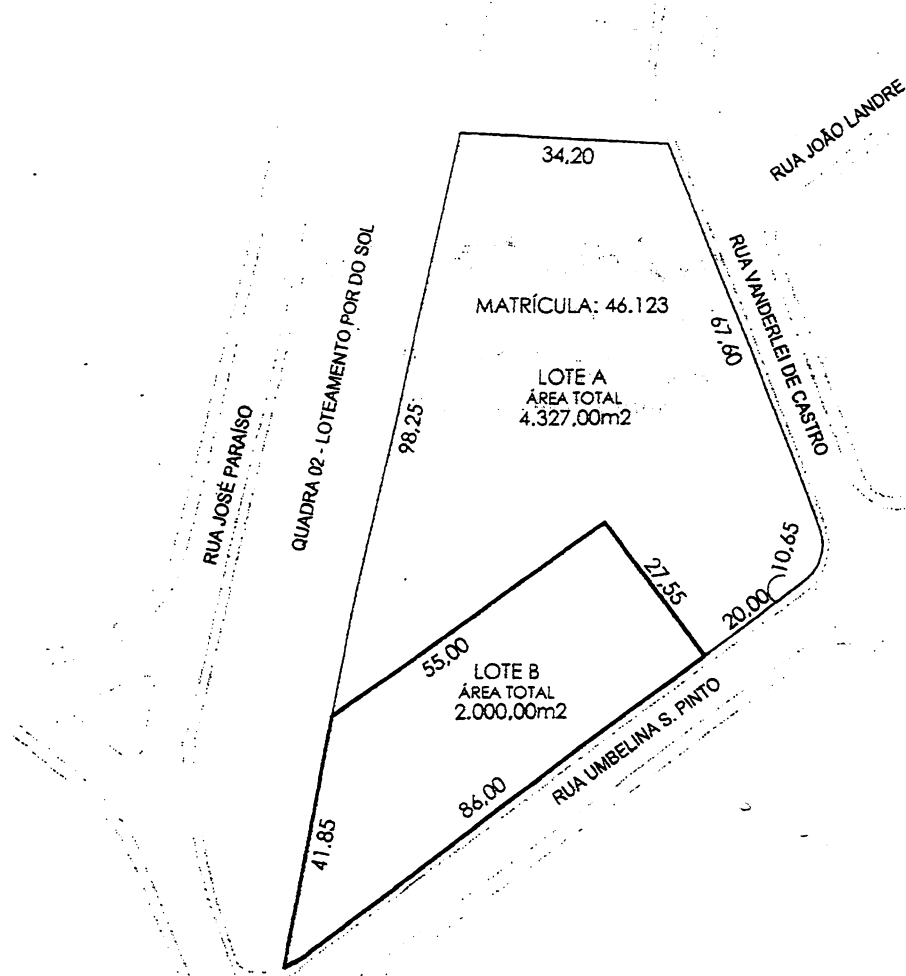 34,20
RUA JOÃO LANDRE
RUA VANDERLEI DE CASTRO
67,60
MATRÍCULA: 46.123
LOTE A
ÁREA TOTAL
4.327,00m2
98,25
QUADRA 02 - LOTEAMENTO POR DO SOL
RUA JOSÉ PARAÍSO
27,55
20,00
10,65
55,00
LOTE B
ÁREA TOTAL
2.000,00m2
RUA UMBELINA S. PINTO
86,00
41.85